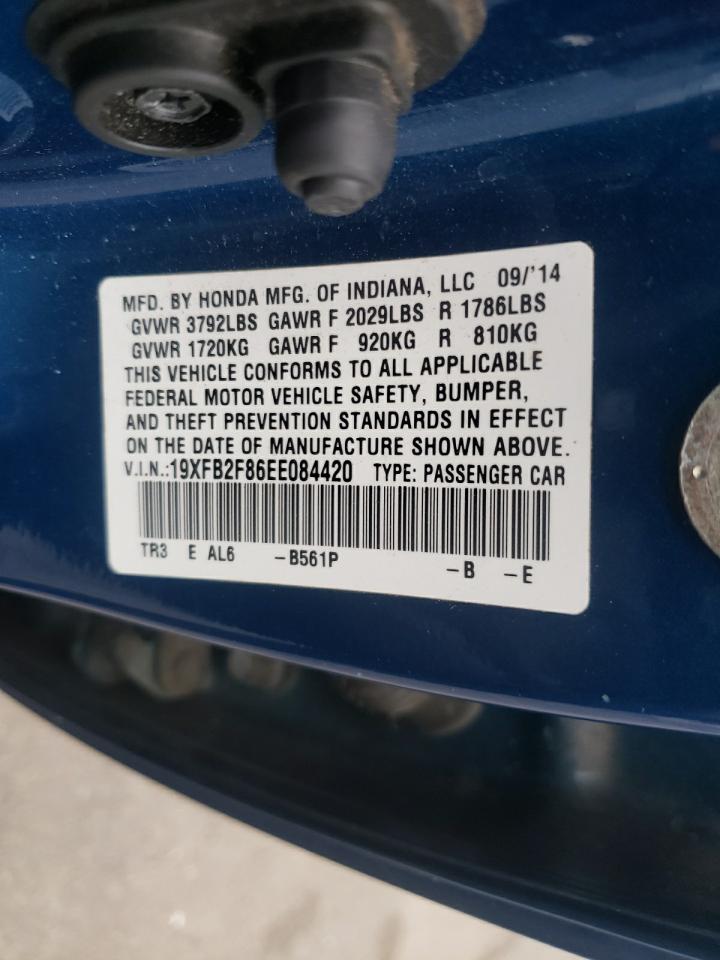 MFD. BY HONDA MFG. OF INDIANA, LLC 09/'14
GVWR 3792LBS GAWR F 2029LBS R 1786LBS
GVWR 1720KG GAWR F 920KG R 810KG
THIS VEHICLE CONFORMS TO ALL APPLICABLE
FEDERAL MOTOR VEHICLE SAFETY, BUMPER,
AND THEFT PREVENTION STANDARDS IN EFFECT
ON THE DATE OF MANUFACTURE SHOWN ABOVE.
V.I.N.:19XFB2F86EE084420 TYPE: PASSENGER CAR
TR3 E AL6 -B561P -B -E